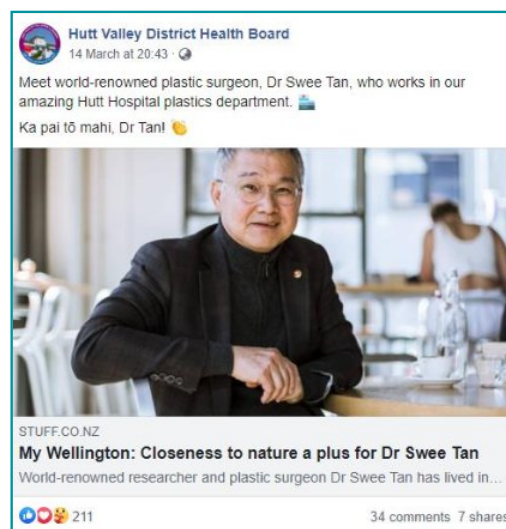 Hutt Valley District Health Board
14 March at 20:43 ·
Meet world-renowned plastic surgeon, Dr Swee Tan, who works in our
amazing Hutt Hospital plastics department.
Ka pai tō mahi, Dr Tan!
STUFF.CO.NZ
My Wellington: Closeness to nature a plus for Dr Swee Tan
World-renowned researcher and plastic surgeon Dr Swee Tan has lived in...
211
34 comments 7 shares